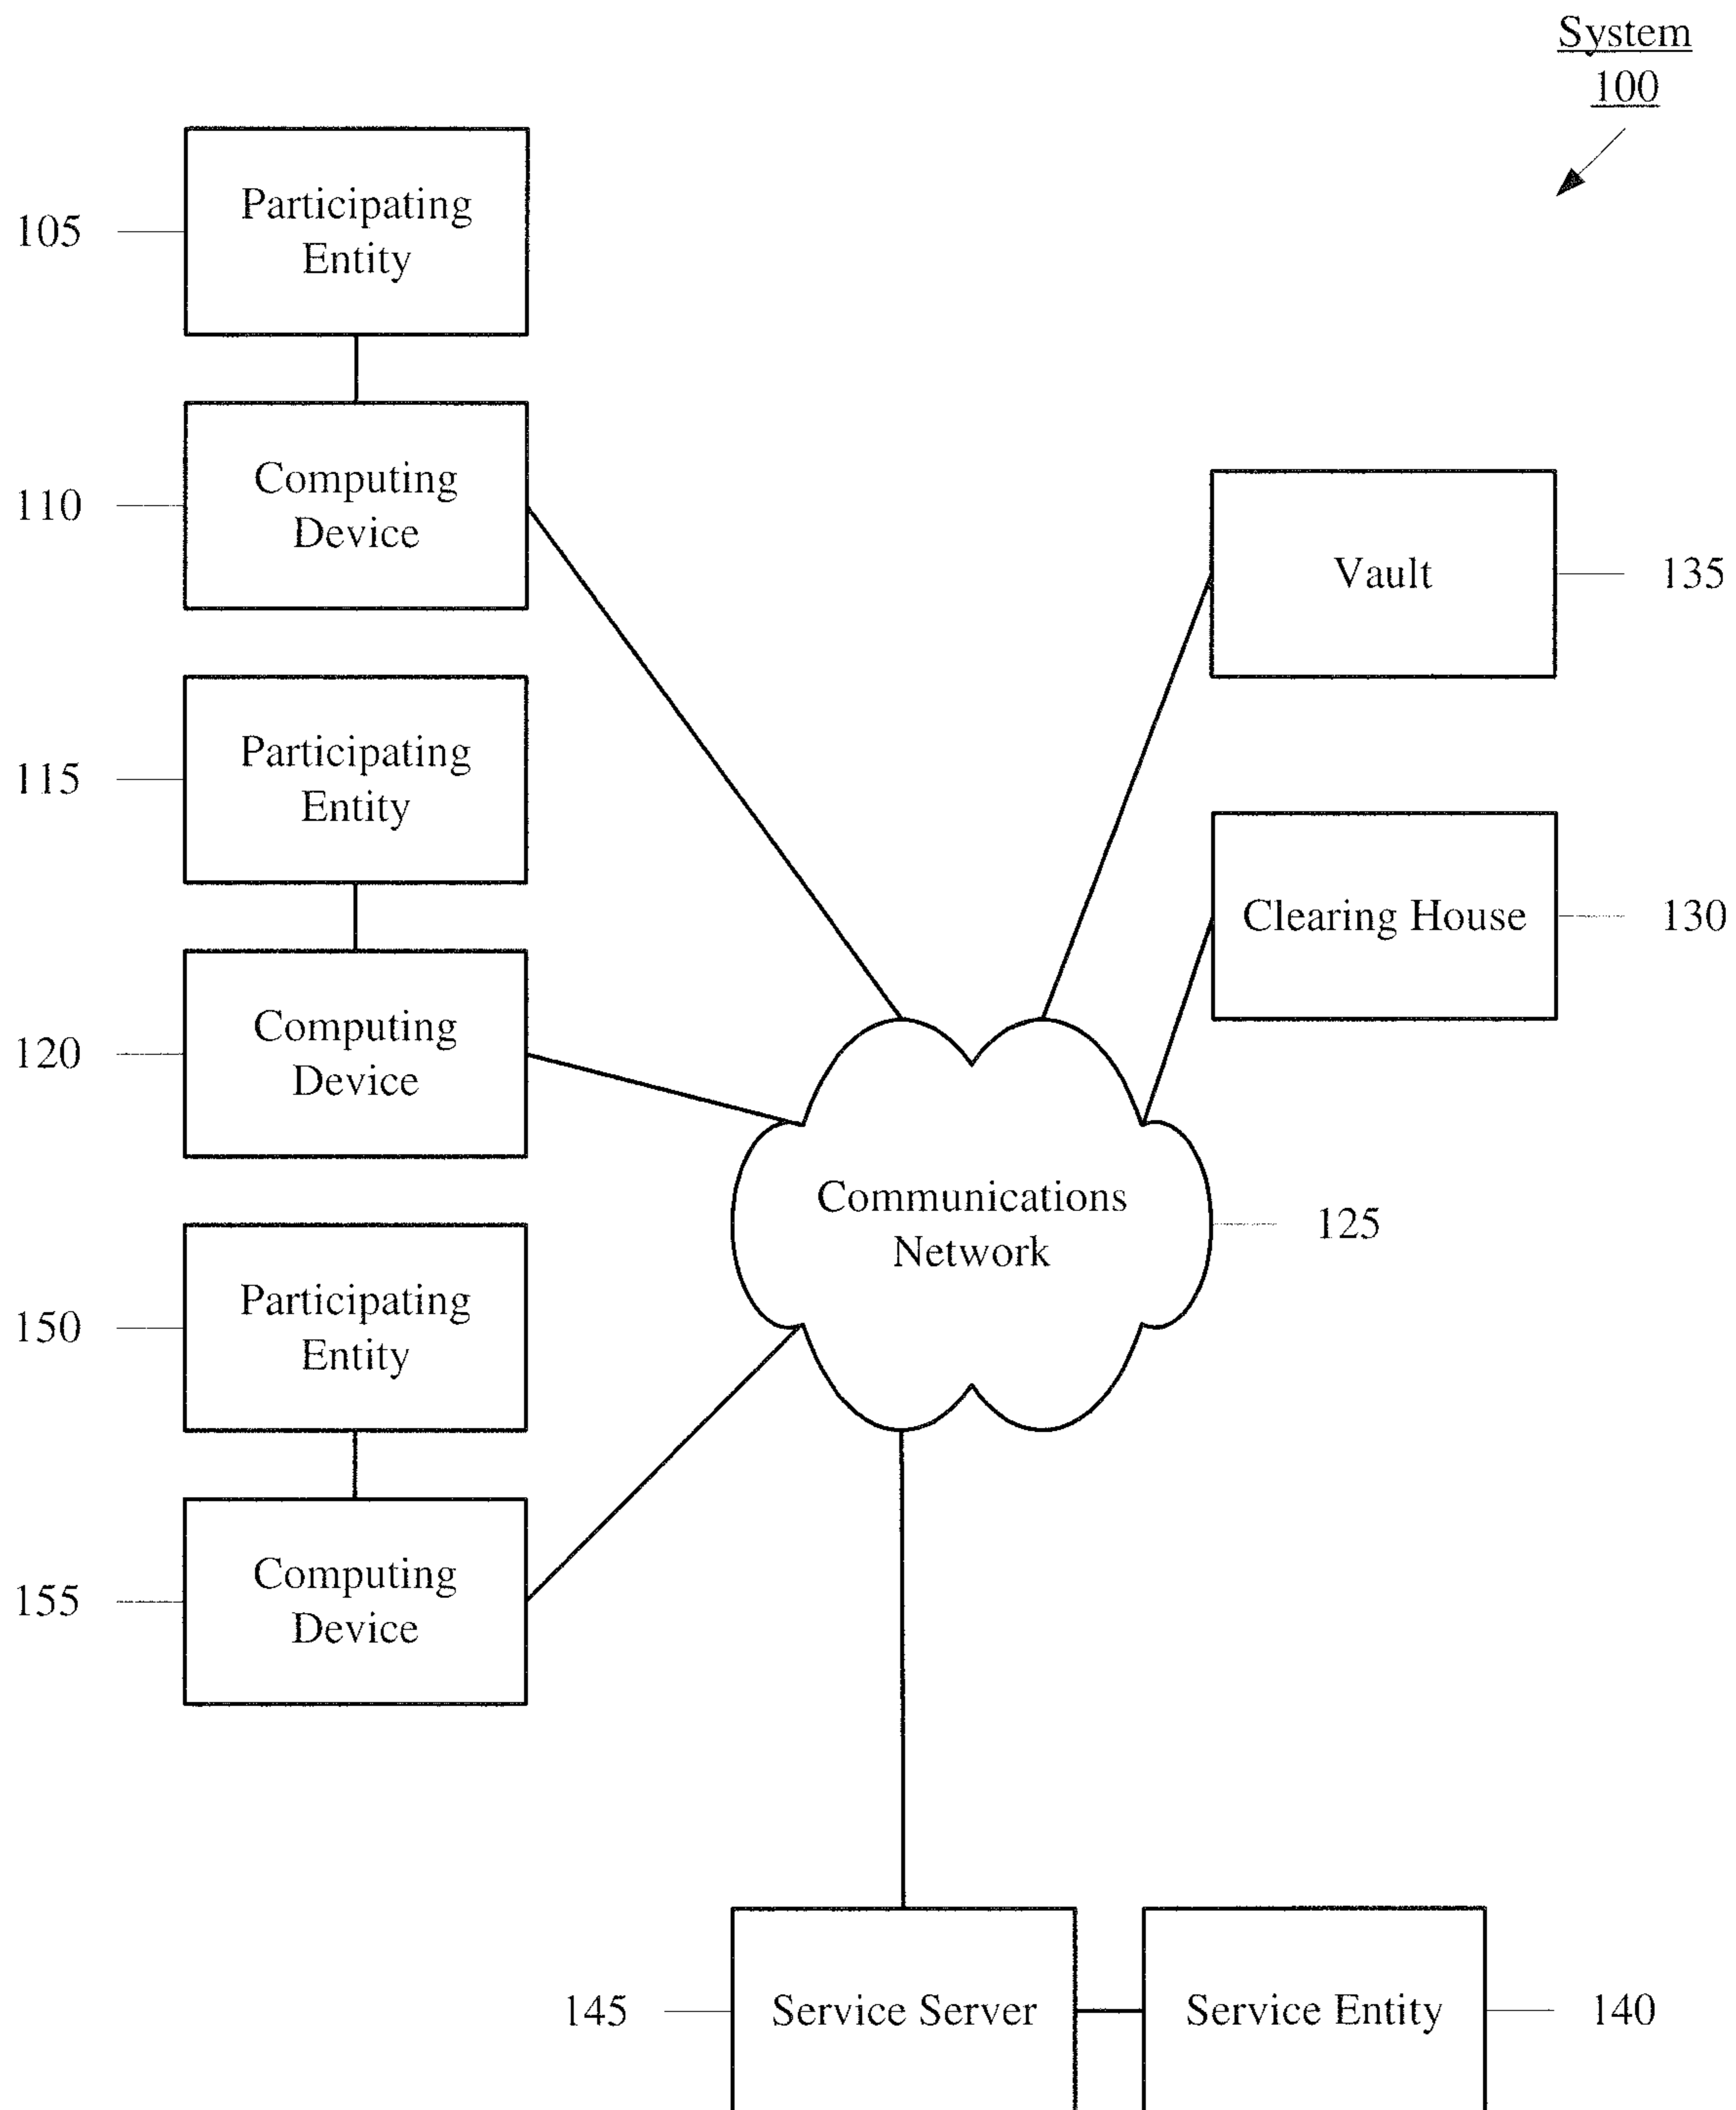 System
100
105
Participating
Entity
110
Computing
Device
Vault
135
115
Participating
Entity
Clearing House
130
120
Computing
Device
Communications
Network
125
150
Participating
Entity
155
Computing
Device
145
Service Server
Service Entity
140